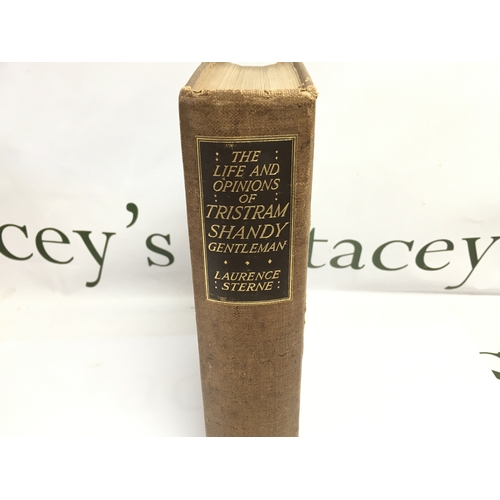 THE
LIFE AND
OPINIONS
OF
TRISTRAM
SHANDY
GENTLEMAN
LAURENCE
STERNE
cey's
tacey